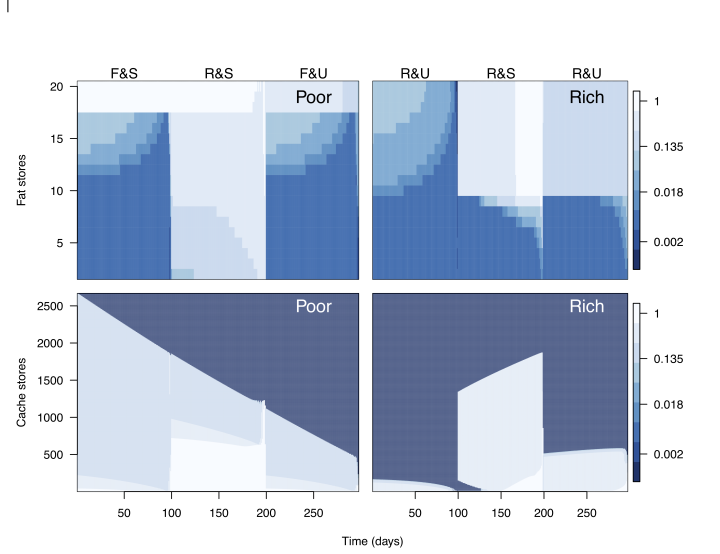 F&S R&S F&U R&U R&S R&U
20 Poor Rich 1
15 0.135
Fat stores
10 0.018
5 0.002
2500 Poor Rich 1
2000 0.135
Cache stores
1500
1000 0.018
500 0.002
50 100 150 200 250 50 100 150 200 250
Time (days)